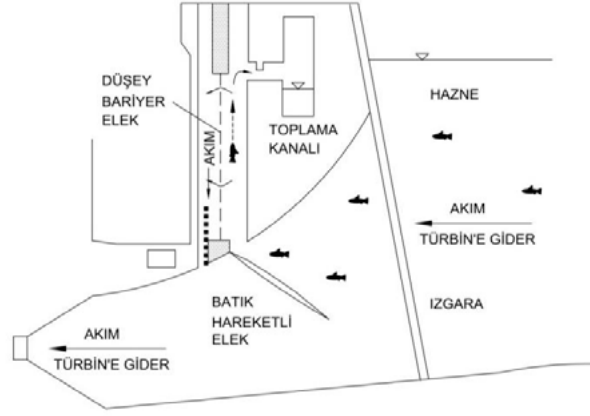 DÜŞEY
BARİYER
ELEK
AKIM
TOPLAMA
KANALI
HAZNE
AKIM
TÜRBİN'E GİDER
IZGARA
BATIK
HAREKETLİ
ELEK
AKIM
TÜRBİN'E GİDER